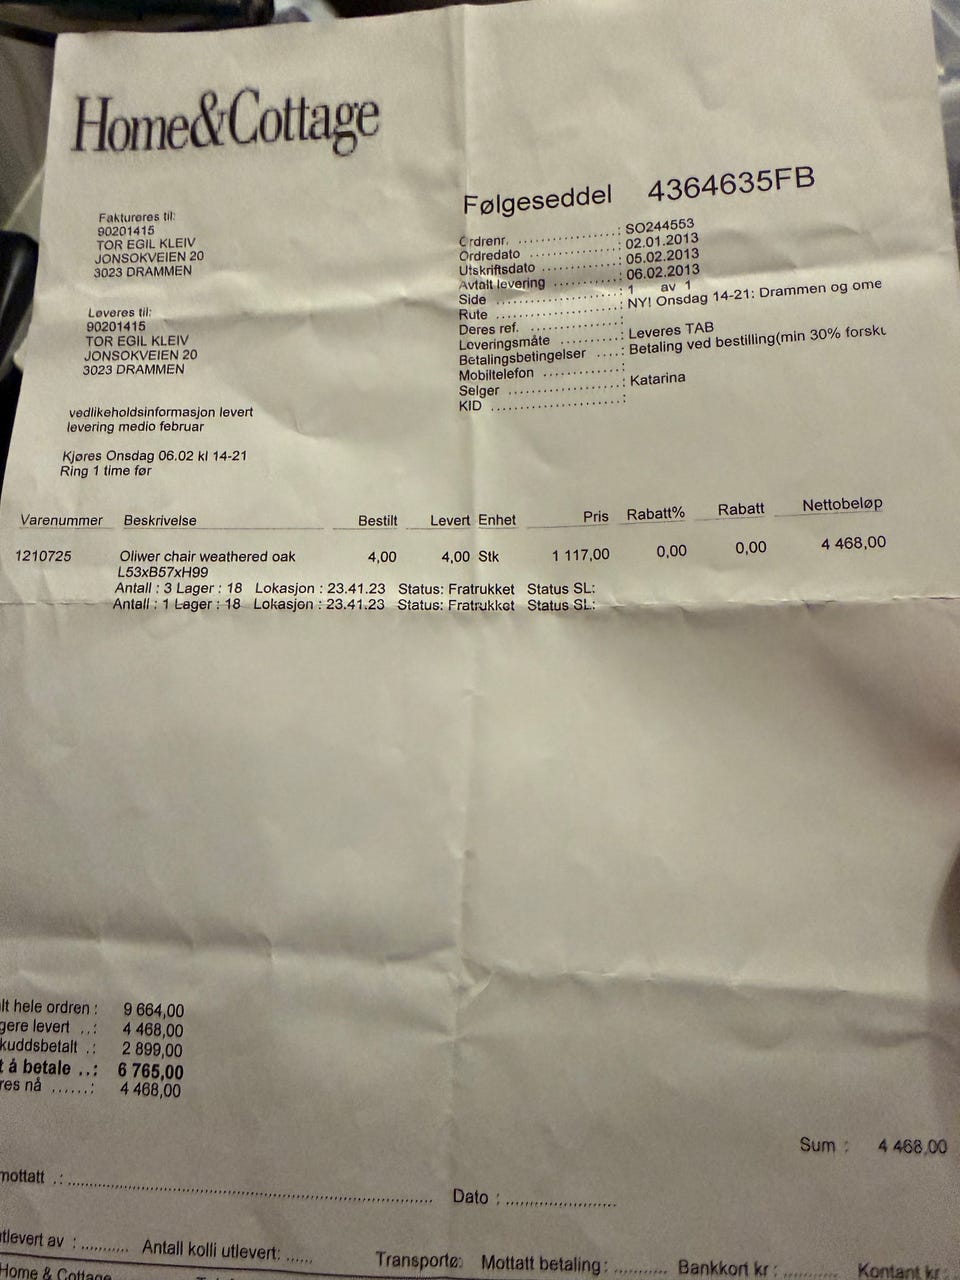 Home&Cottage
Følgeseddel 4364635FB
Faktureres til:
90201415
TOR EGIL KLEIV
JONSOKVEIEN 20
3023 DRAMMEN
Leveres til:
90201415
TOR EGIL KLEIV
JONSOKVEIEN 20
3023 DRAMMEN
vedlikeholdsinformasjon levert
levering medio februar
Kjøres Onsdag 06.02 kl 14-21
Ring 1 time før
Ordrenr. : SO244553
Ordredato : 02.01.2013
Utskriftsdato : 05.02.2013
Avtalt levering : 06.02.2013
Side : 1 av 1
Rute : NY! Onsdag 14-21: Drammen og ome
Deres ref. :
Leveringsmåte : Leveres TAB
Betalingsbetingelser : Betaling ved bestilling(min 30% forsku
Mobiltelefon :
Selger : Katarina
KID :
Varenummer Beskrivelse Bestilt Levert Enhet Pris Rabatt% Rabatt Nettobeløp
1210725 Oliwer chair weathered oak 4,00 4,00 Stk 1 117,00 0,00 0,00 4 468,00
L53xB57xH99
Antall : 3 Lager : 18 Lokasjon : 23.41.23 Status: Fratrukket Status SL:
Antall : 1 Lager : 18 Lokasjon : 23.41.23 Status: Fratrukket Status SL:
lt hele ordren : 9 664,00
gere levert ..: 4 468,00
kuddsbetalt .: 2 899,00
t å betale ..: 6 765,00
res nå ......: 4 468,00
Sum : 4 468,00
mottatt .: Dato :
utlevert av : Antall kolli utlevert: Transportø: Mottatt betaling: Bankkort kr : Kontant kr :
Home & Cottage